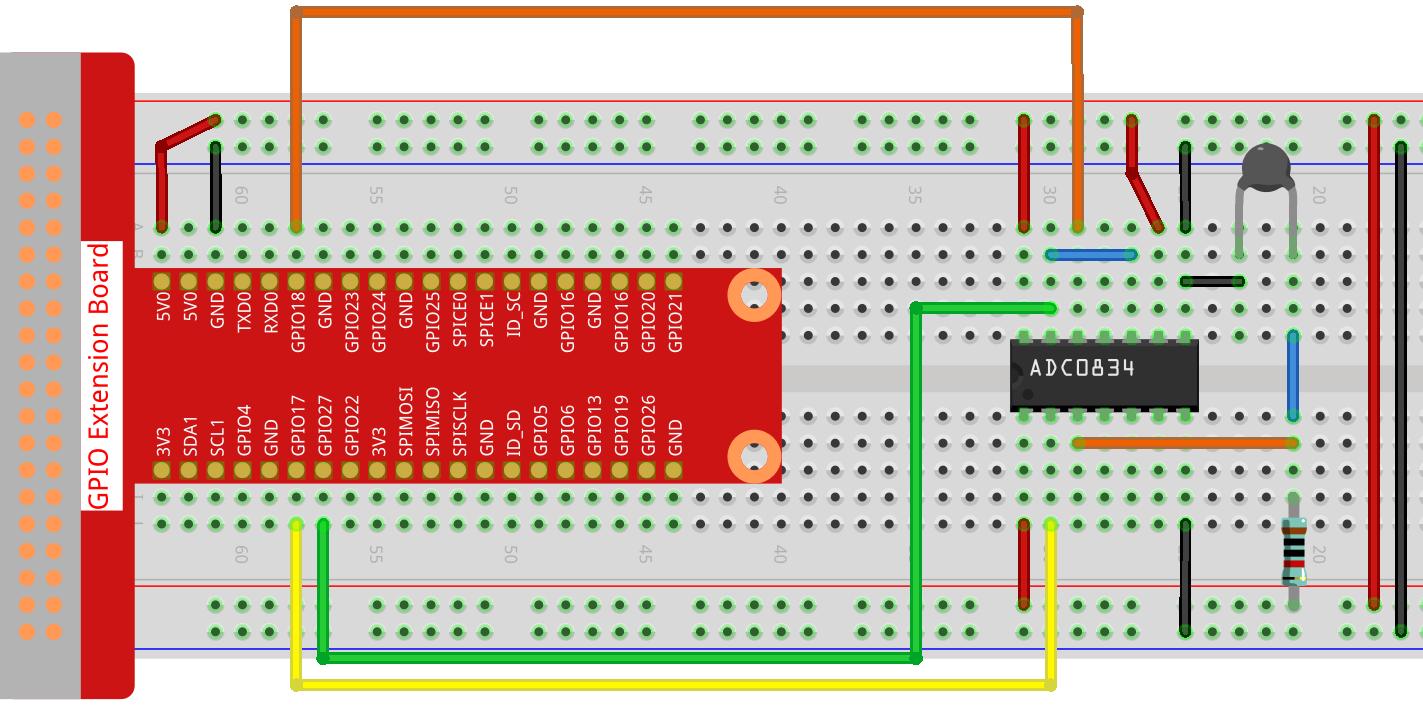 GPIO Extension Board
60 55 50 45 40 35 30 20
A
B
5V0 5V0 GND TXD0 RXD0 GPIO18 GND GPIO23 GPIO24 GND GPIO25 SPICE0 SPICE1 ID_SC GND GPIO16 GND GPIO16 GPIO20 GPIO21
ADC0834
3V3 SDA1 SCL1 GPIO4 GND GPIO17 GPIO27 GPIO22 3V3 SPIMOSI SPIMISO SPISCLK GND ID_SD GPIO5 GPIO6 GPIO13 GPIO19 GPIO26 GND
60 55 50 45 40 20